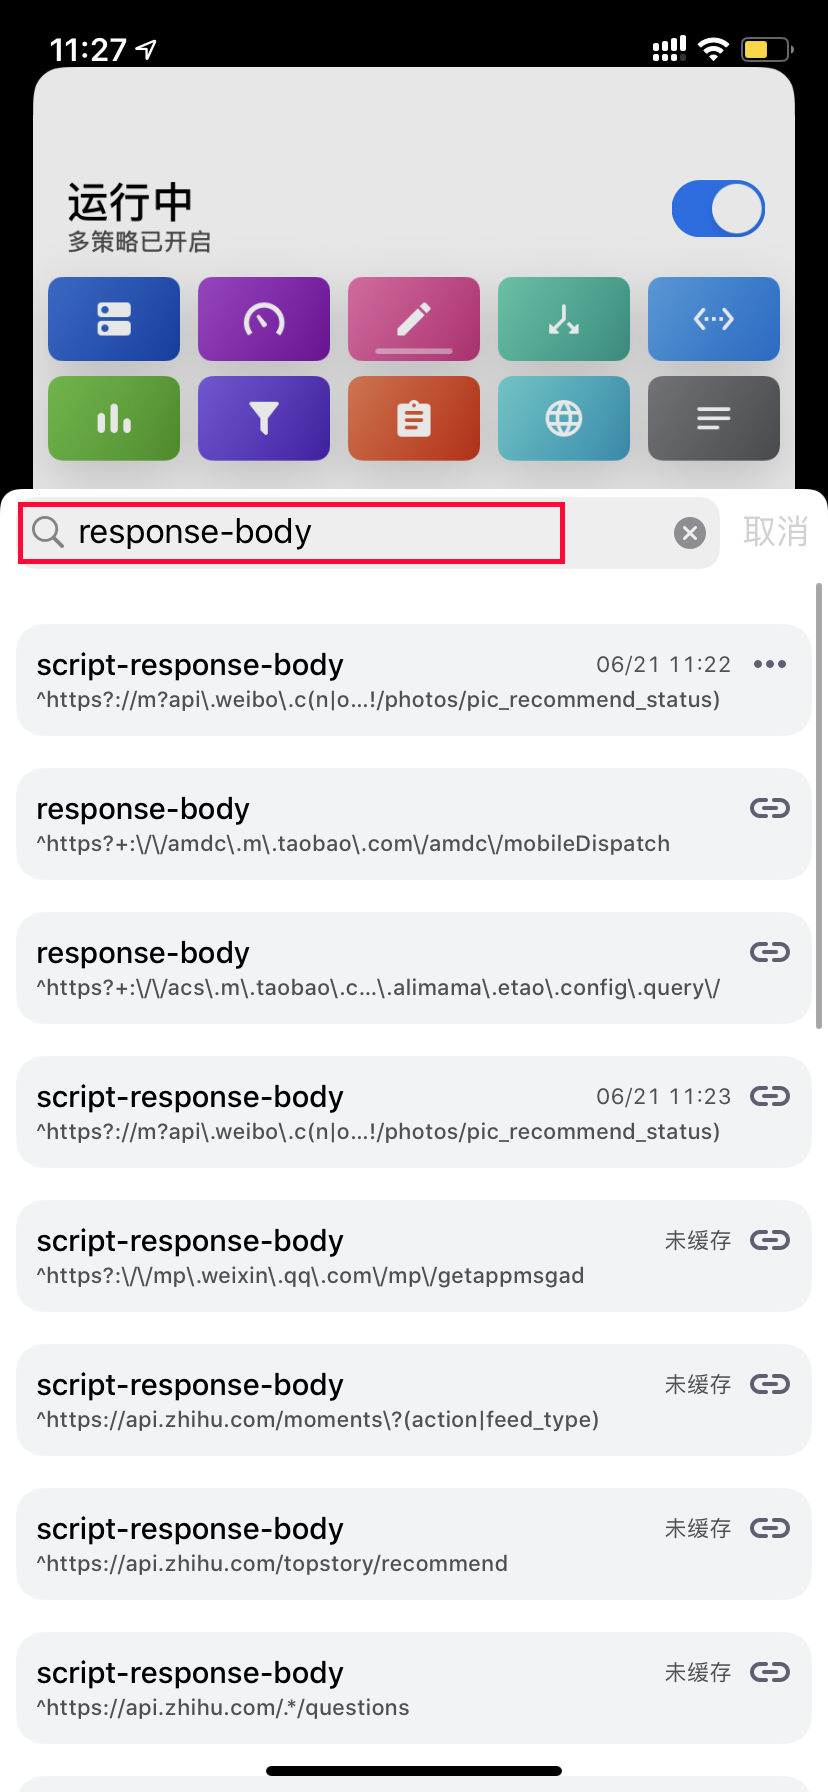 11:27
运行中
多策略已开启
response-body
取消
script-response-body
06/21 11:22
^https?://m?api\.weibo\.c(n|o...!/photos/pic_recommend_status)
response-body
^https?+:\/\/amdc\.m\.taobao\.com\/amdc\/mobileDispatch
response-body
^https?+:\/\/acs\.m\.taobao\.c...\.alimama\.etao\.config\.query\/
script-response-body
06/21 11:23
^https?://m?api\.weibo\.c(n|o...!/photos/pic_recommend_status)
script-response-body
未缓存
^https?:\/\/mp\.weixin\.qq\.com\/mp\/getappmsgad
script-response-body
未缓存
^https://api.zhihu.com/moments\?(action|feed_type)
script-response-body
未缓存
^https://api.zhihu.com/topstory/recommend
script-response-body
未缓存
^https://api.zhihu.com/.*/questions